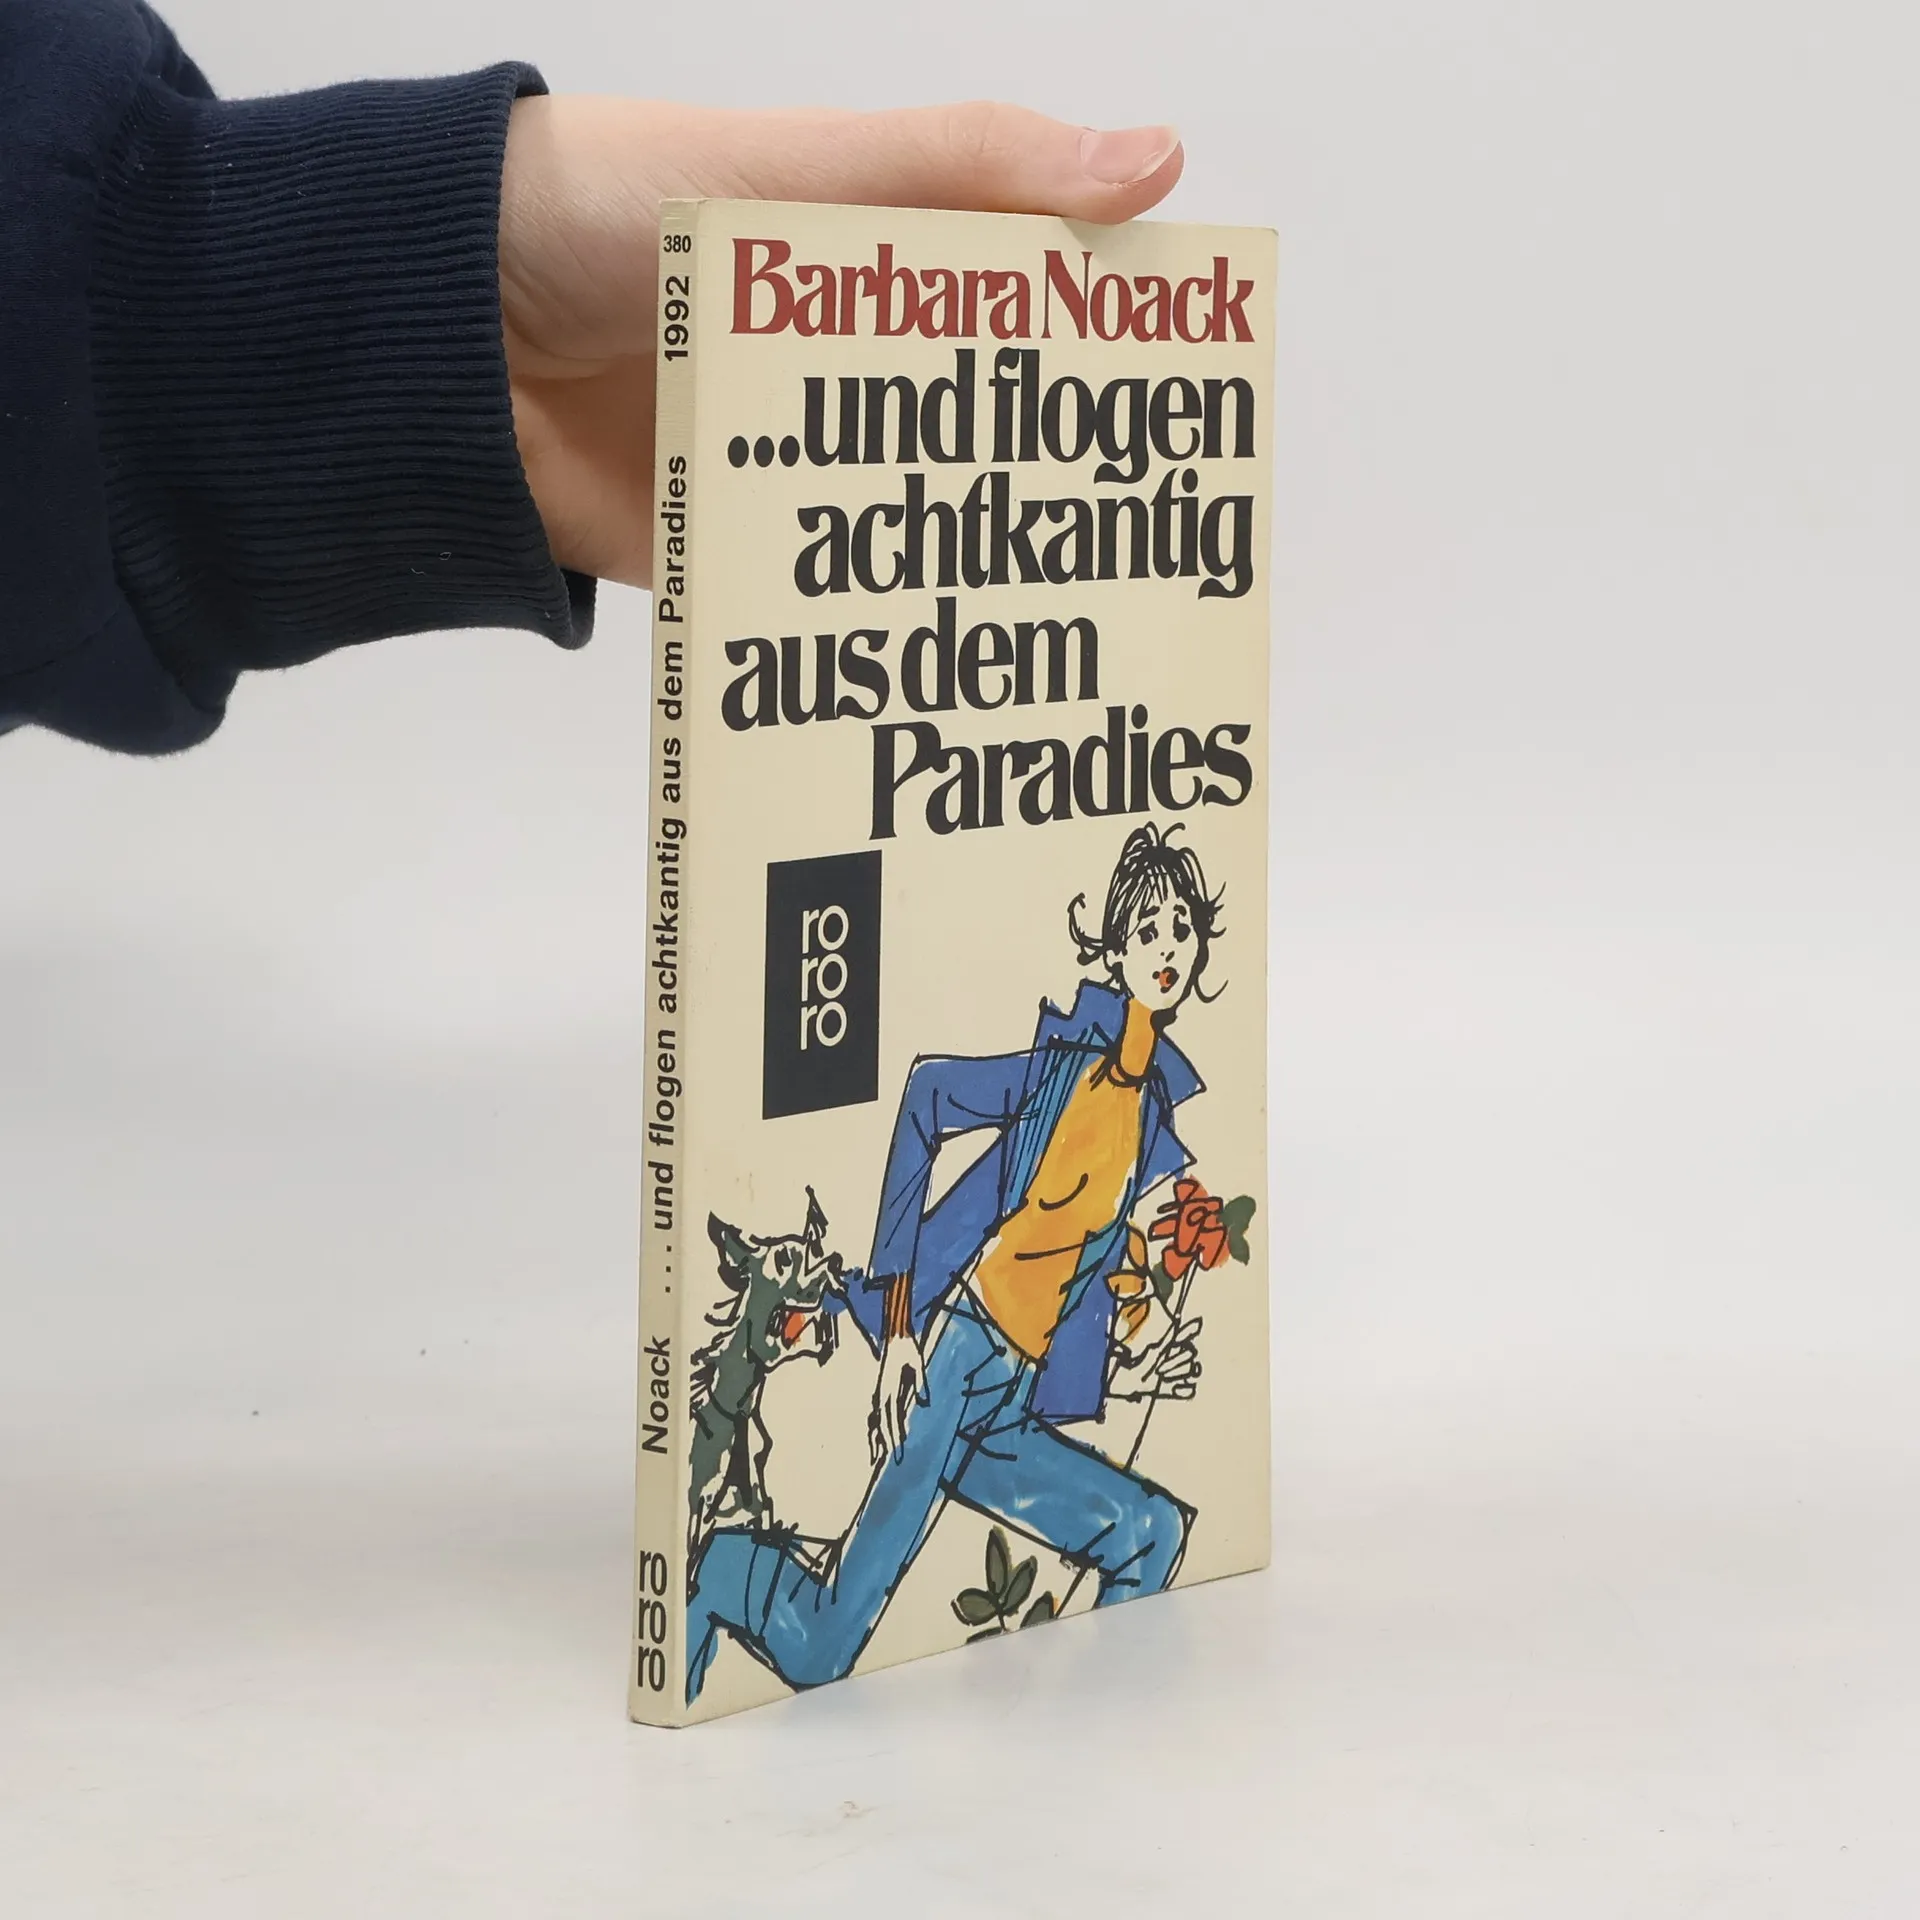 Barbara Noack
...und flogen
achtkantig
aus dem
Paradies
ro
ro
ro
380
1992
Noack ...und flogen achtkantig aus dem Paradies
ro
ro
ro